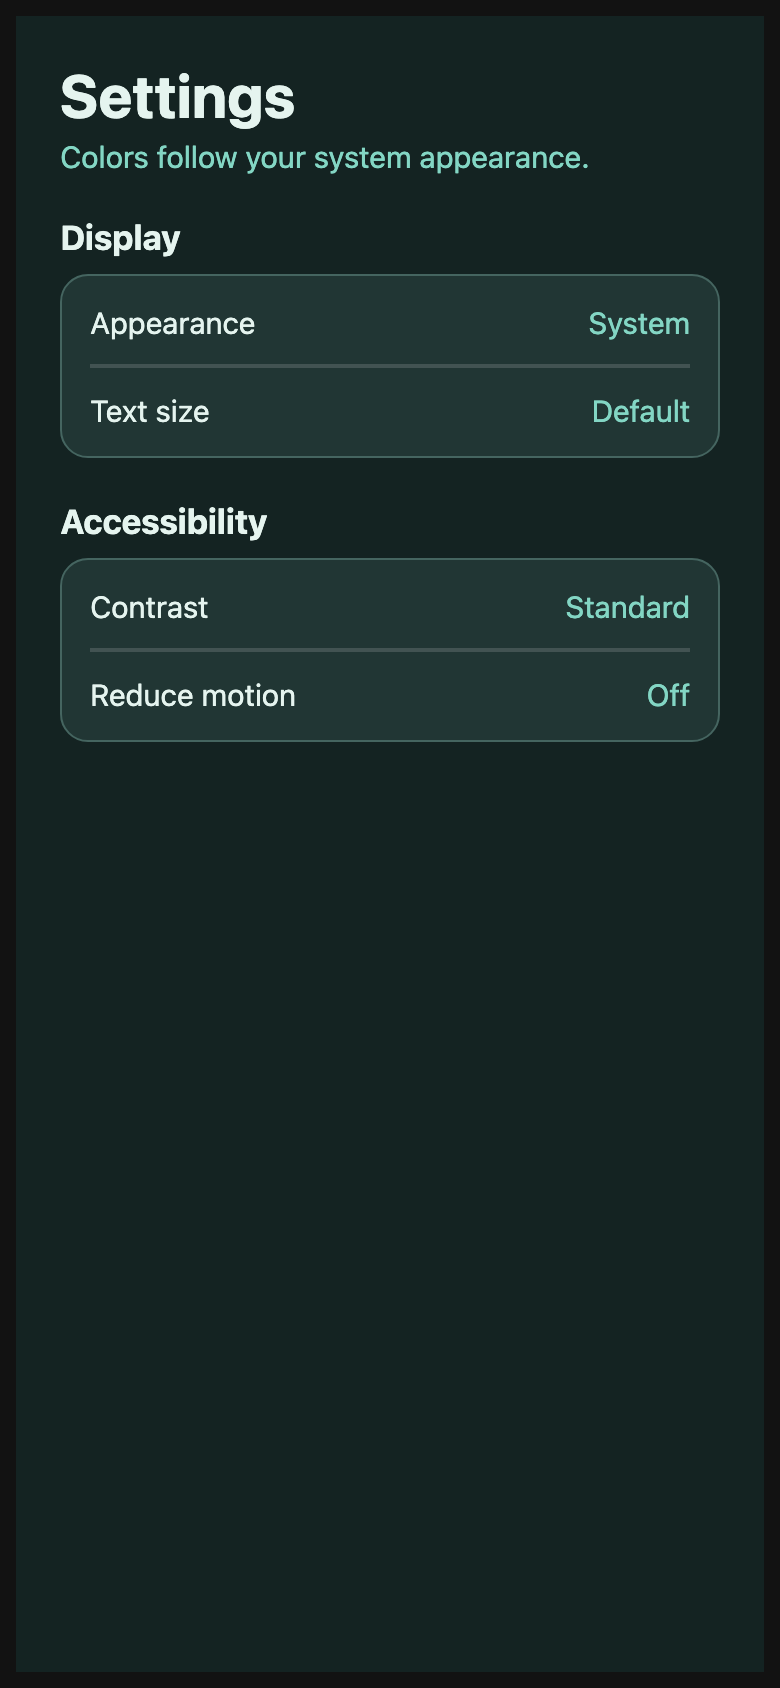 Settings
Colors follow your system appearance.
Display
Appearance System
Text size Default
Accessibility
Contrast Standard
Reduce motion Off